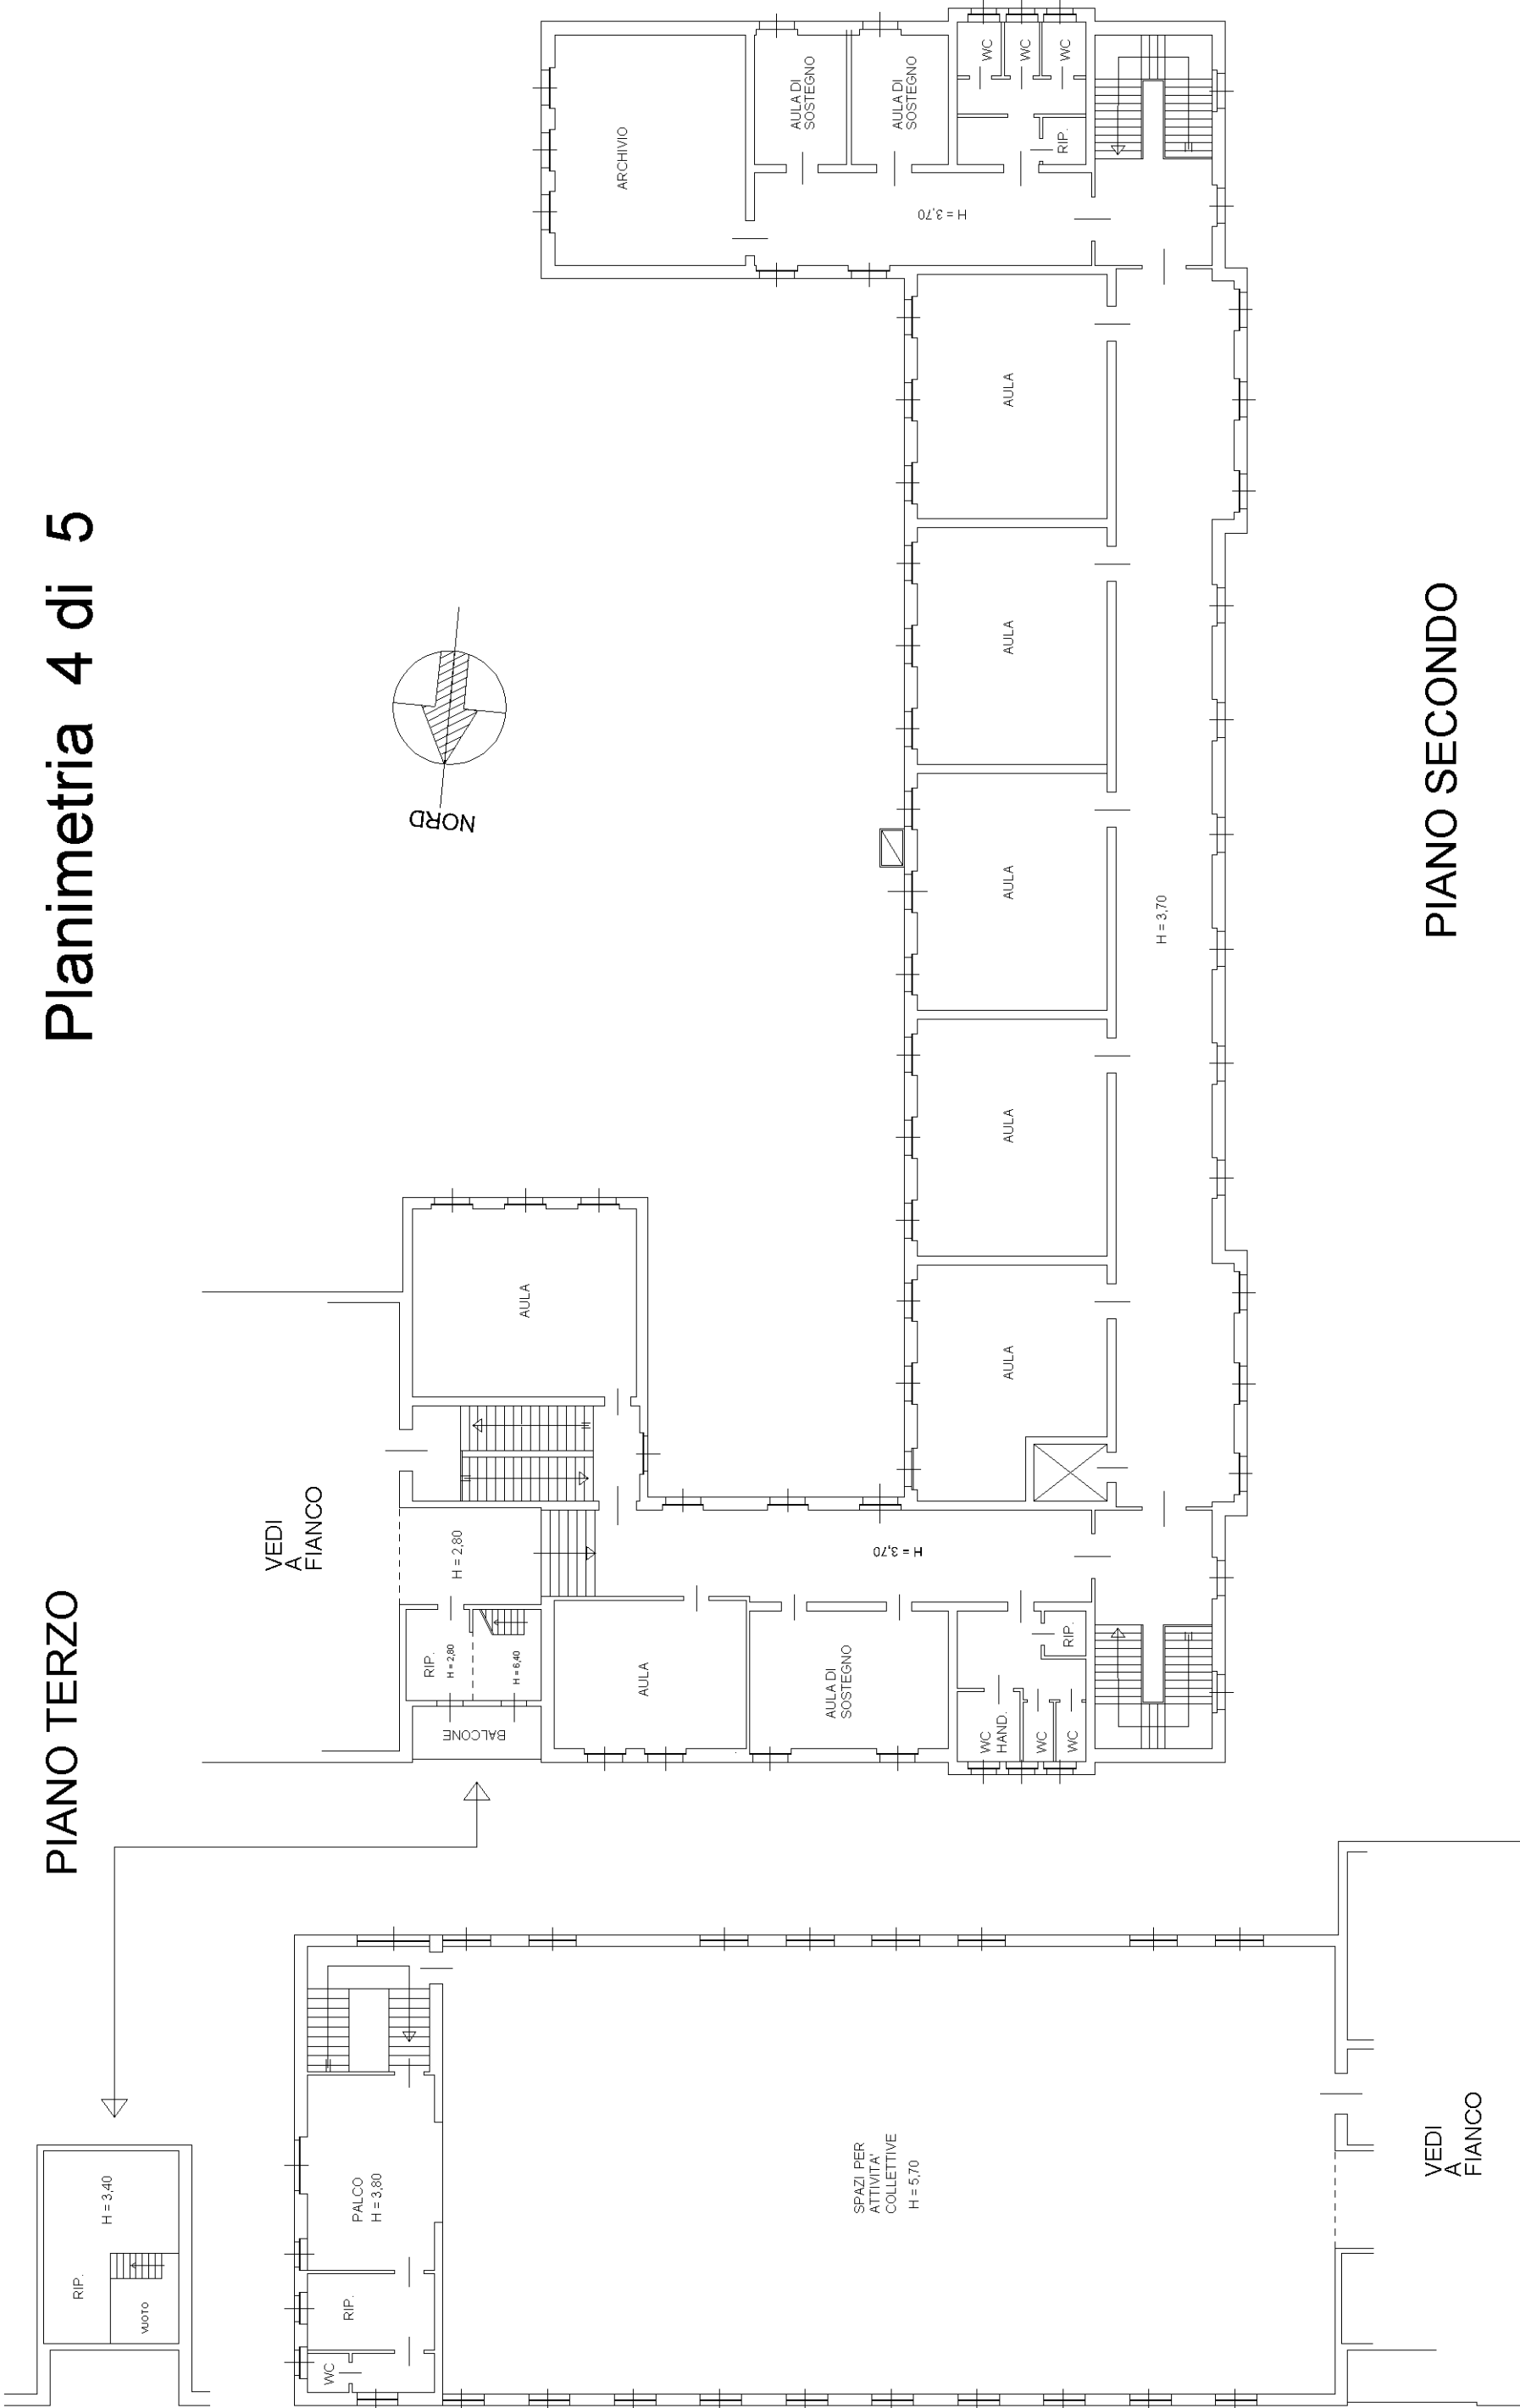 Planimetria 4 di 5
PIANO TERZO
PIANO SECONDO
NORD
ARCHIVIO
AULA DI
SOSTEGNO
AULA DI
SOSTEGNO
WC
WC
WC
RIP.
H = 3,70
AULA
AULA
AULA
AULA
AULA
H = 3,70
AULA
VEDI
A
FIANCO
H = 2,80
RIP.
H = 2,80
H = 6,40
BALCONE
AULA
AULA DI
SOSTEGNO
H = 3,70
RIP.
WC
HAND.
WC
WC
H = 3,40
RIP.
VUOTO
PALCO
H = 3,80
RIP.
WC
SPAZI PER
ATTIVITA'
COLLETTIVE
H = 5,70
VEDI
A
FIANCO